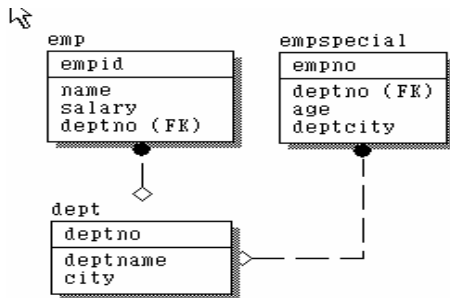 emp
empid
name
salary
deptno (FK)
empspecial
empno
deptno (FK)
age
deptcity
dept
deptno
deptname
city